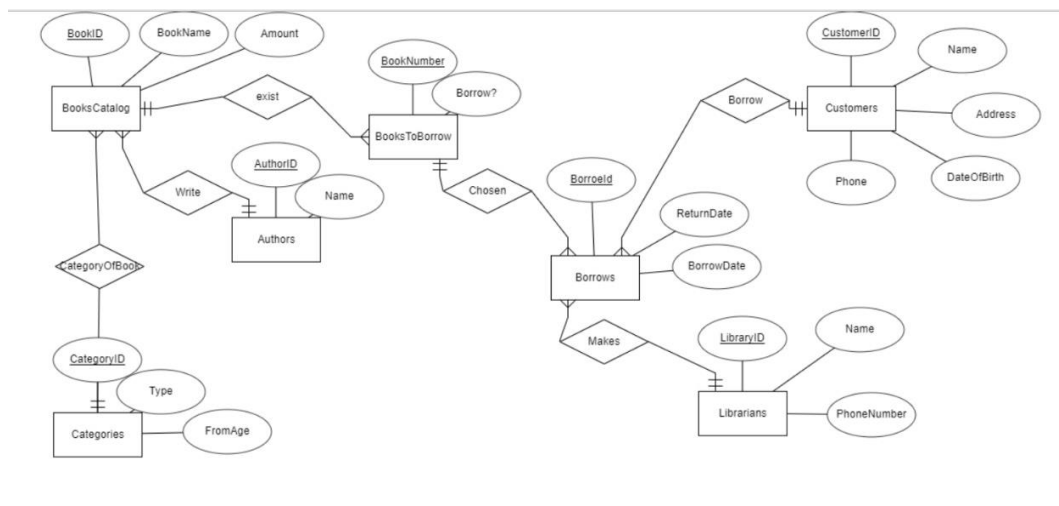 BookID
BookName
Amount
BooksCatalog
exist
BookNumber
Borrow?
BooksToBorrow
Borrow
CustomerID
Name
Customers
Address
Phone
DateOfBirth
AuthorID
Write
Name
Authors
Chosen
BorroeId
ReturnDate
Borrows
BorrowDate
CategoryOfBook
Makes
LibraryID
Name
Librarians
PhoneNumber
CategoryID
Type
Categories
FromAge